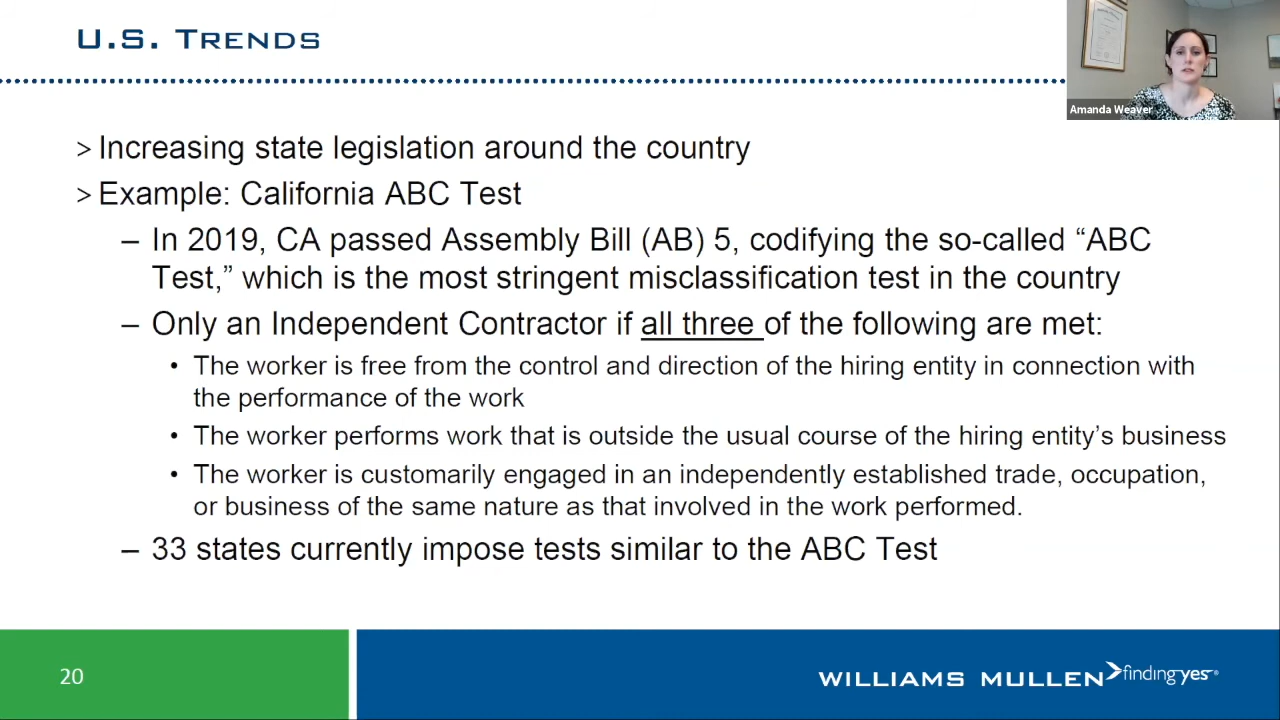 U.S. TRENDS
Amanda Weaver
> Increasing state legislation around the country
> Example: California ABC Test
– In 2019, CA passed Assembly Bill (AB) 5, codifying the so-called “ABC
Test,” which is the most stringent misclassification test in the country
– Only an Independent Contractor if all three of the following are met:
• The worker is free from the control and direction of the hiring entity in connection with
the performance of the work
• The worker performs work that is outside the usual course of the hiring entity’s business
• The worker is customarily engaged in an independently established trade, occupation,
or business of the same nature as that involved in the work performed.
– 33 states currently impose tests similar to the ABC Test
20
WILLIAMS MULLEN findingyes®